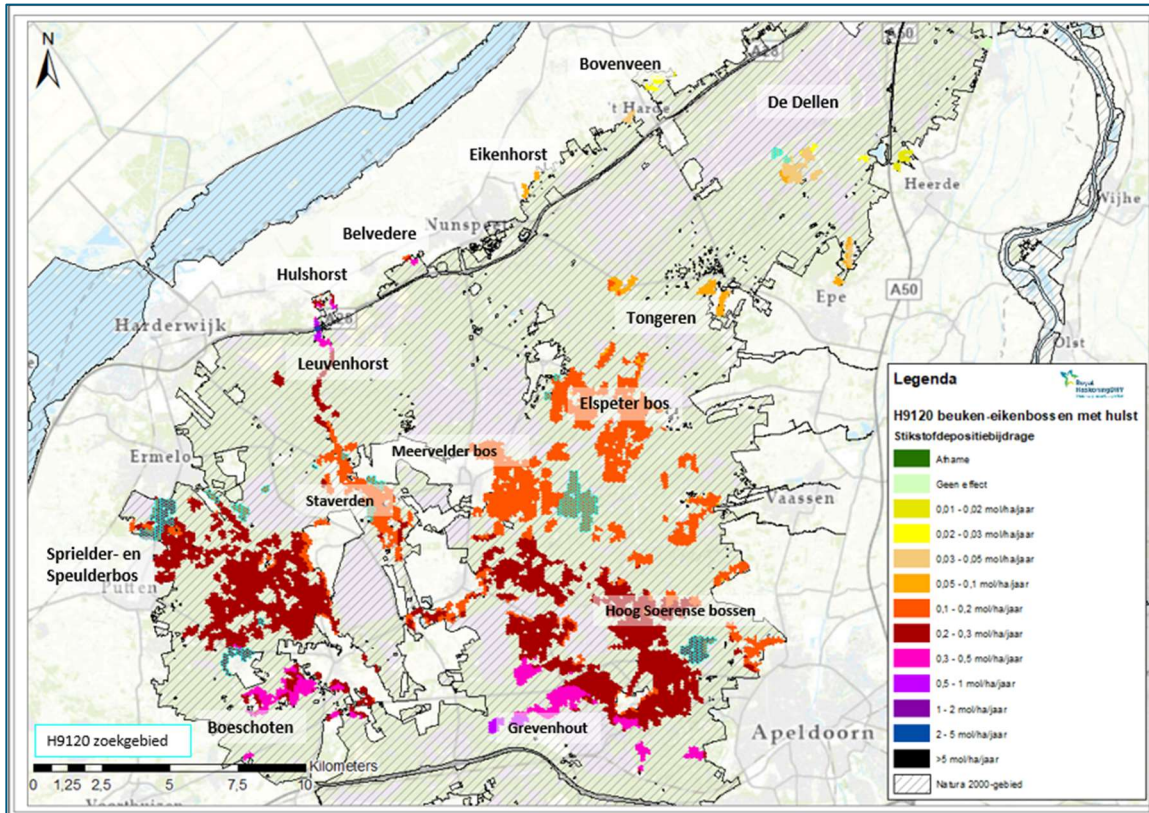 N
A28
A50
Bovenveen
't Harde
De Dellen
Eikenhorst
Heerde
Wijhe
Nunspeet
Belvedere
Hulshorst
Epe
A50
Harderwijk
A28
Tongeren
Olst
Leuvenhorst
Elspeter bos
Meervelder bos
Ermelo
Staverden
Vaassen
Sprielder- en
Speulderbos
Putten
Hoog Soerense bossen
Boeschoten
Grevenhout
Apeldoorn
H9120 zoekgebied
Kilometers
0 1,25 2,5 5 7,5 10
Voorthuizen
Legenda
Royal
HaskoningDHV
H9120 beuken-eikenbossen met hulst
Stikstofdepositiebijdrage
Afname
Geen effect
0,01 - 0,02 mol/ha/jaar
0,02 - 0,03 mol/ha/jaar
0,03 - 0,05 mol/ha/jaar
0,05 - 0,1 mol/ha/jaar
0,1 - 0,2 mol/ha/jaar
0,2 - 0,3 mol/ha/jaar
0,3 - 0,5 mol/ha/jaar
0,5 - 1 mol/ha/jaar
1 - 2 mol/ha/jaar
2 - 5 mol/ha/jaar
>5 mol/ha/jaar
Natura 2000-gebied